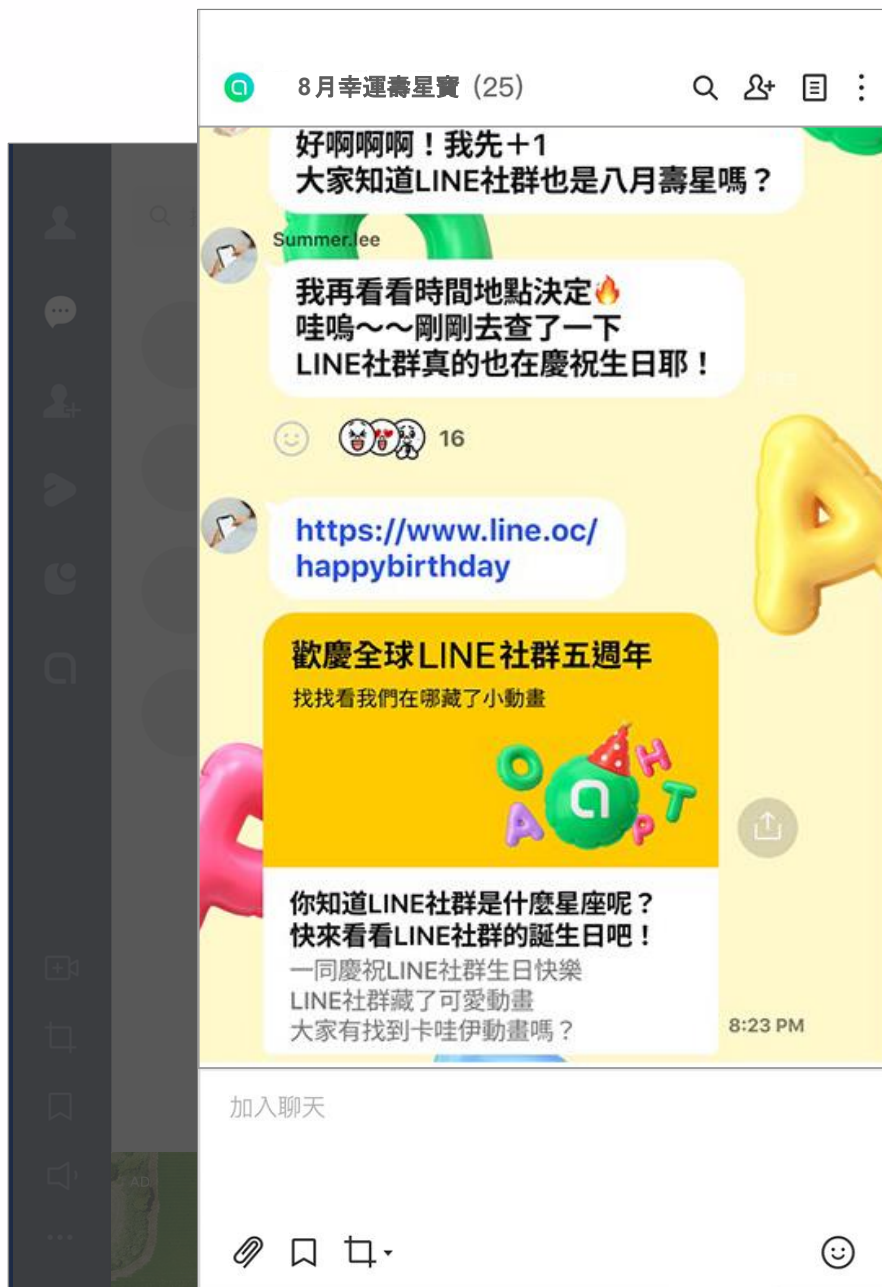 8月幸運壽星寶 (25)
好啊啊啊！我先＋1
大家知道LINE社群也是八月壽星嗎？
Summer.lee
我再看看時間地點決定🔥
哇嗚～～剛剛去查了一下
LINE社群真的也在慶祝生日耶！
16
https://www.line.oc/
happybirthday
歡慶全球LINE社群五週年
找找看我們在哪藏了小動畫
O
H
A
P
T
你知道LINE社群是什麼星座呢？
快來看看LINE社群的誕生日吧！
一同慶祝LINE社群生日快樂
LINE社群藏了可愛動畫
大家有找到卡哇伊動畫嗎？
8:23 PM
加入聊天
AD